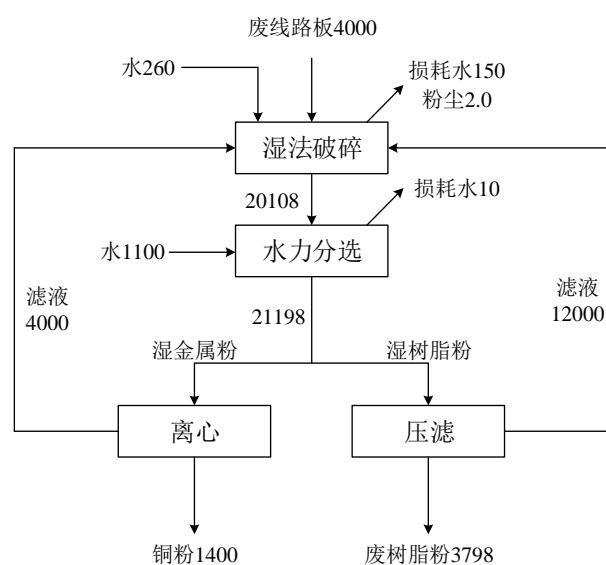 废线路板4000
水260
损耗水150
粉尘2.0
湿法破碎
20108
损耗水10
水1100
水力分选
滤液
4000
滤液
12000
21198
湿金属粉
湿树脂粉
离心
压滤
铜粉1400
废树脂粉3798